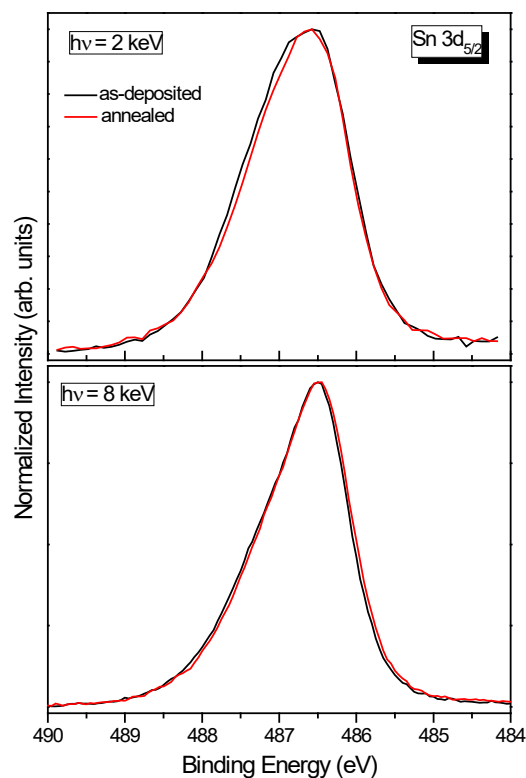 hν = 2 keV
Sn 3d5/2
as-deposited
annealed
Normalized Intensity (arb. units)
hν = 8 keV
490 489 488 487 486 485 484
Binding Energy (eV)